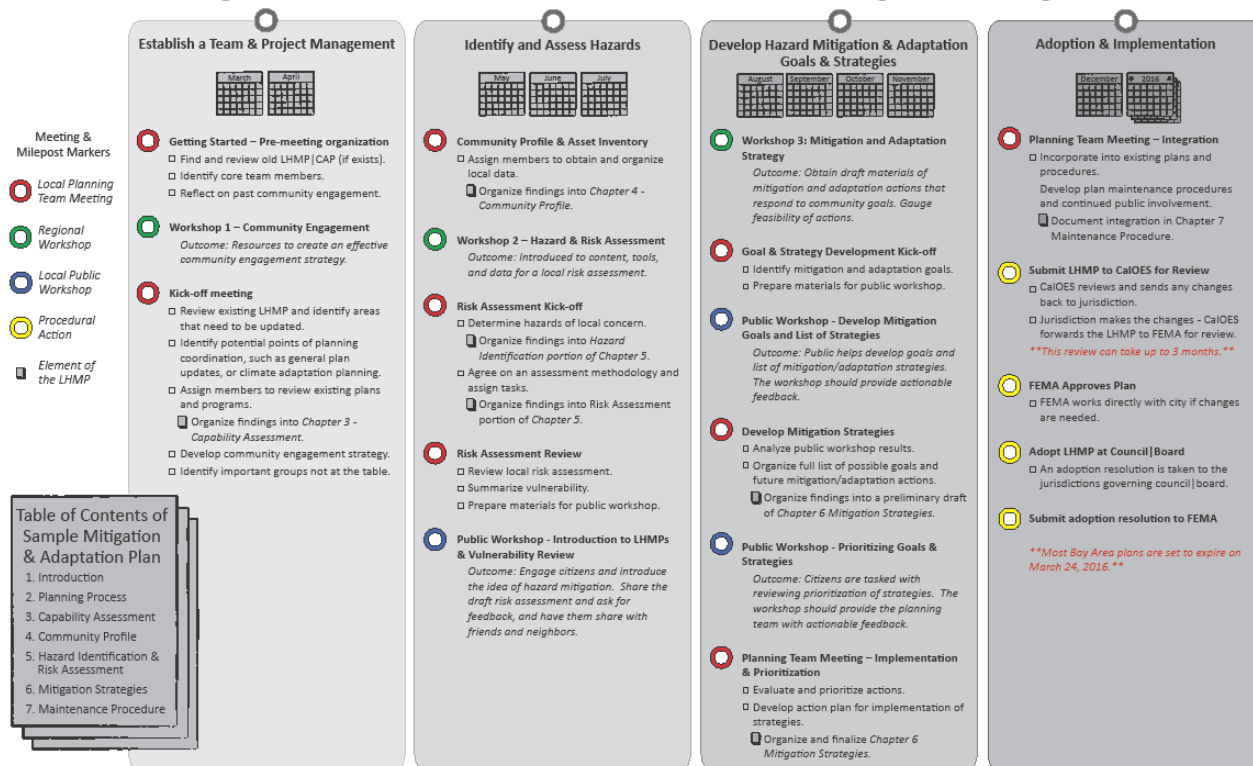 Meeting &
Milepost Markers
Local Planning
Team Meeting
Regional
Workshop
Local Public
Workshop
Procedural
Action
Element of
the LHMP
Table of Contents of
Sample Mitigation
& Adaptation Plan
1. Introduction
2. Planning Process
3. Capability Assessment
4. Community Profile
5. Hazard Identification &
Risk Assessment
6. Mitigation Strategies
7. Maintenance Procedure
Establish a Team & Project Management
March
April
Getting Started – Pre-meeting organization
Find and review old LHMP|CAP (if exists).
Identify core team members.
Reflect on past community engagement.
Workshop 1 – Community Engagement
Outcome: Resources to create an effective
community engagement strategy.
Kick-off meeting
Review existing LHMP and identify areas
that need to be updated.
Identify potential points of planning
coordination, such as general plan
updates, or climate adaptation planning.
Assign members to review existing plans
and programs.
Organize findings into Chapter 3 -
Capability Assessment.
Develop community engagement strategy.
Identify important groups not at the table.
Identify and Assess Hazards
May
June
July
Community Profile & Asset Inventory
Assign members to obtain and organize
local data.
Organize findings into Chapter 4 -
Community Profile.
Workshop 2 – Hazard & Risk Assessment
Outcome: Introduced to content, tools,
and data for a local risk assessment.
Risk Assessment Kick-off
Determine hazards of local concern.
Organize findings into Hazard
Identification portion of Chapter 5.
Agree on an assessment methodology and
assign tasks.
Organize findings into Risk Assessment
portion of Chapter 5.
Risk Assessment Review
Review local risk assessment.
Summarize vulnerability.
Prepare materials for public workshop.
Public Workshop - Introduction to LHMPs
& Vulnerability Review
Outcome: Engage citizens and introduce
the idea of hazard mitigation. Share the
draft risk assessment and ask for
feedback, and have them share with
friends and neighbors.
Develop Hazard Mitigation & Adaptation
Goals & Strategies
August
September
October
November
Workshop 3: Mitigation and Adaptation
Strategy
Outcome: Obtain draft materials of
mitigation and adaptation actions that
respond to community goals. Gauge
feasibility of actions.
Goal & Strategy Development Kick-off
Identify mitigation and adaptation goals.
Prepare materials for public workshop.
Public Workshop - Develop Mitigation
Goals and List of Strategies
Outcome: Public helps develop goals and
list of mitigation/adaptation strategies.
The workshop should provide actionable
feedback.
Develop Mitigation Strategies
Analyze public workshop results.
Organize full list of possible goals and
future mitigation/adaptation actions.
Organize findings into a preliminary draft
of Chapter 6 Mitigation Strategies.
Public Workshop - Prioritizing Goals &
Strategies
Outcome: Citizens are tasked with
reviewing prioritization of strategies. The
workshop should provide the planning
team with actionable feedback.
Planning Team Meeting – Implementation
& Prioritization
Evaluate and prioritize actions.
Develop action plan for implementation of
strategies.
Organize and finalize Chapter 6
Mitigation Strategies.
Adoption & Implementation
December
2016
Planning Team Meeting – Integration
Incorporate into existing plans and
procedures.
Develop plan maintenance procedures
and continued public involvement.
Document integration in Chapter 7
Maintenance Procedure.
Submit LHMP to CalOES for Review
CalOES reviews and sends any changes
back to jurisdiction.
Jurisdiction makes the changes - CalOES
forwards the LHMP to FEMA for review.
**This review can take up to 3 months.**
FEMA Approves Plan
FEMA works directly with city if changes
are needed.
Adopt LHMP at Council|Board
An adoption resolution is taken to the
jurisdictions governing council|board.
Submit adoption resolution to FEMA
**Most Bay Area plans are set to expire on
March 24, 2016.**